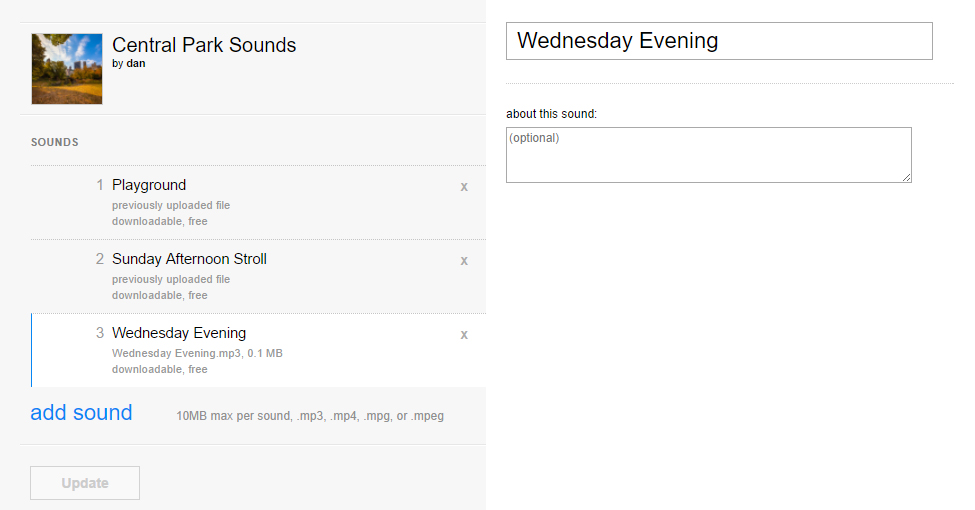 Central Park Sounds
by dan
SOUNDS
1 Playground x
previously uploaded file
downloadable, free
2 Sunday Afternoon Stroll x
previously uploaded file
downloadable, free
3 Wednesday Evening x
Wednesday Evening.mp3, 0.1 MB
downloadable, free
add sound 10MB max per sound, .mp3, .mp4, .mpg, or .mpeg
Update
Wednesday Evening
about this sound:
(optional)